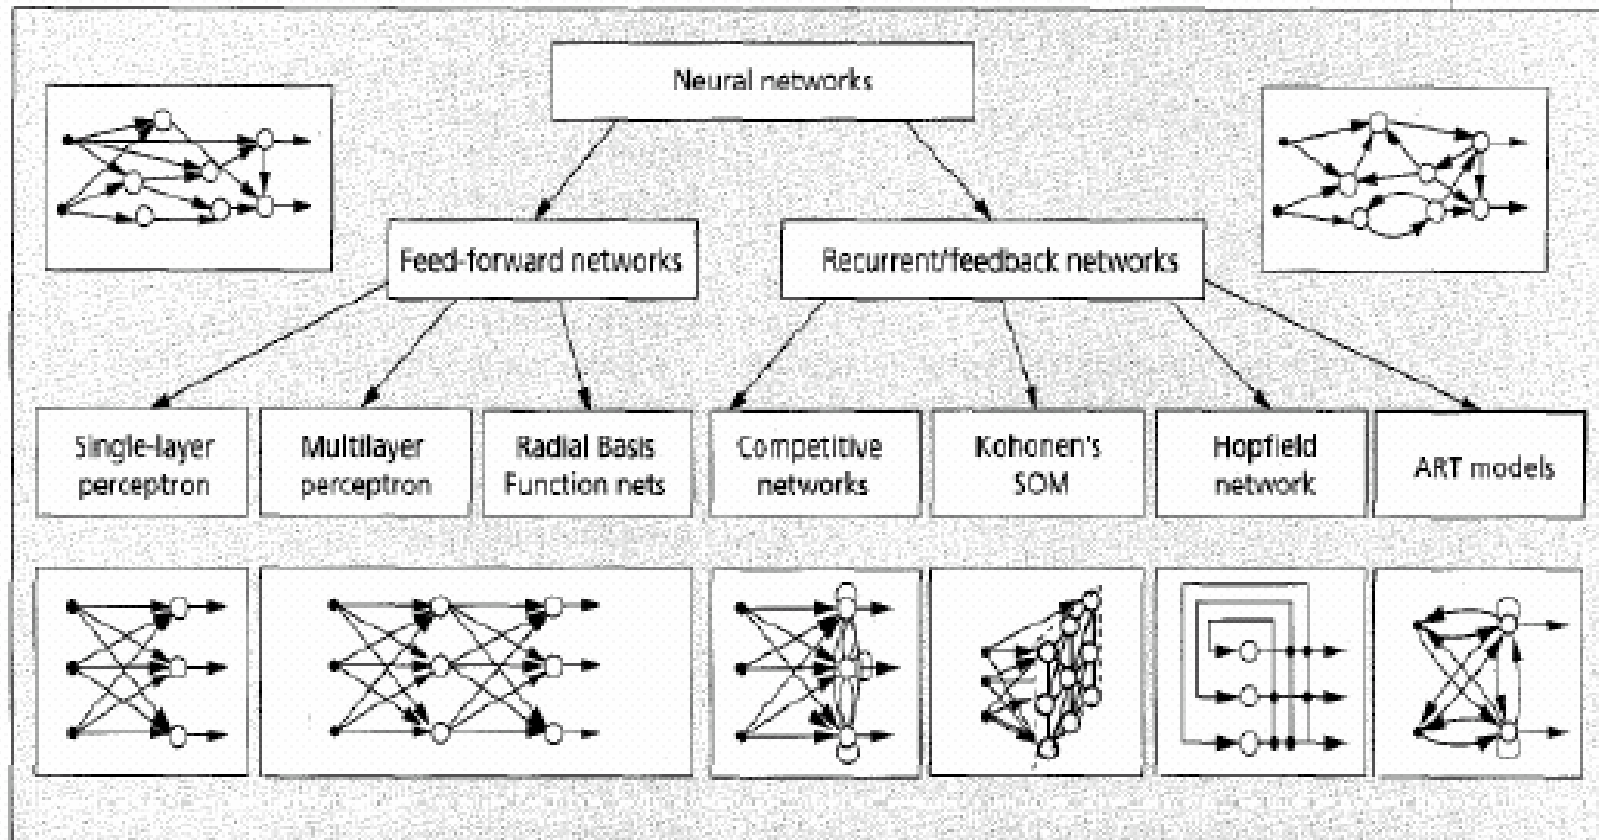 Neural networks
Feed-forward networks
Recurrent/feedback networks
Single-layer
perceptron
Multilayer
perceptron
Radial Basis
Function nets
Competitive
networks
Kohonen's
SOM
Hopfield
network
ART models